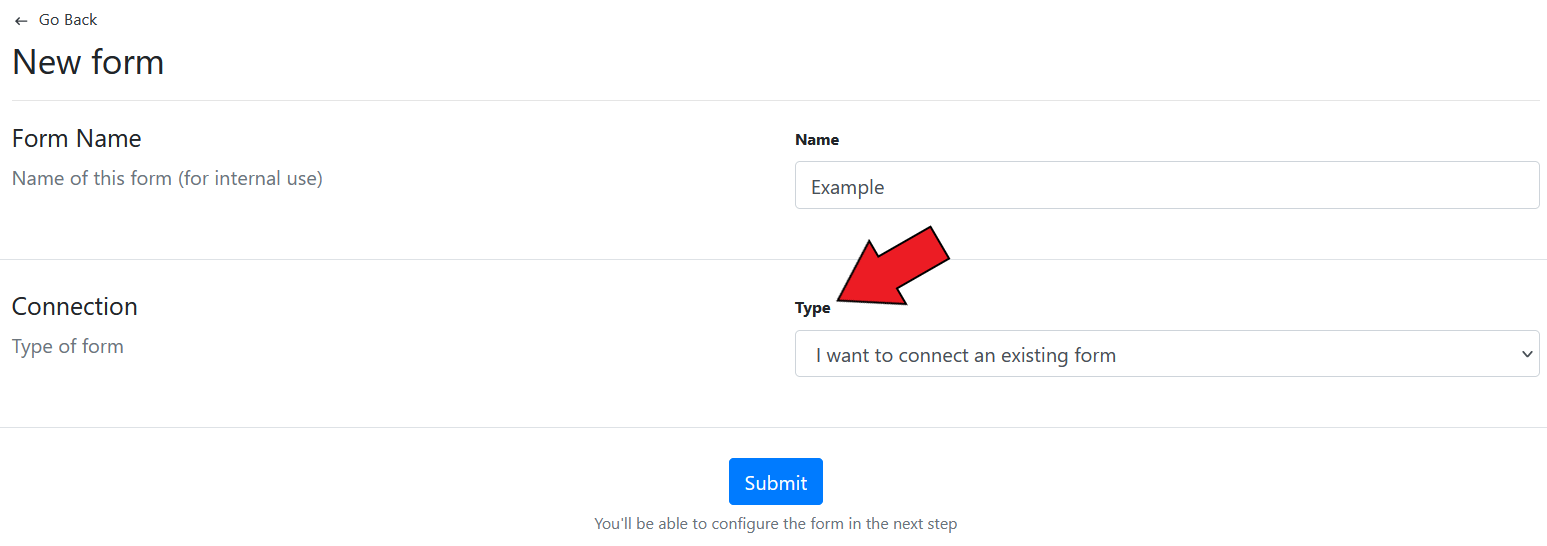 Go Back
New form
Form Name
Name of this form (for internal use)
Name
Example
Connection
Type of form
Type
I want to connect an existing form
Submit
You'll be able to configure the form in the next step